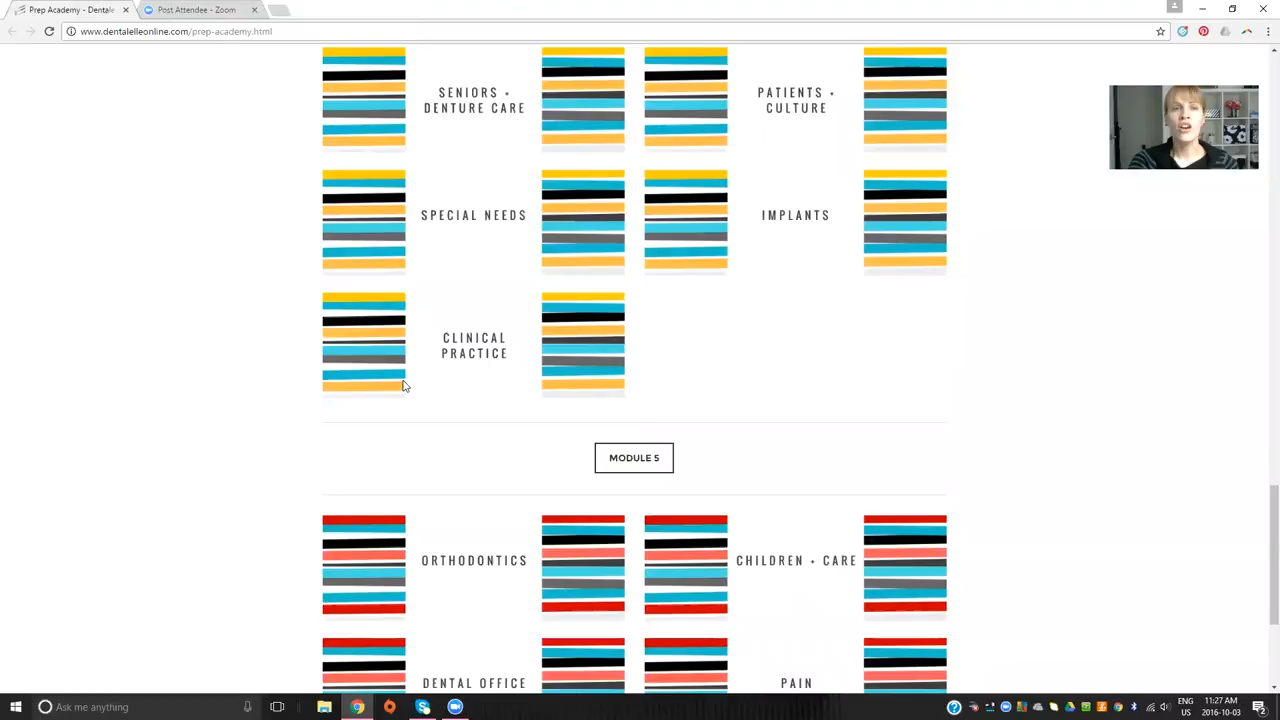 Prep Academy - Dentale
Post Attendee - Zoom
www.dentalelleonline.com/prep-academy.html
SENIORS + DENTURE CARE
PATIENTS + CULTURE
SPECIAL NEEDS
IMPLANTS
CLINICAL PRACTICE
MODULE 5
ORTHODONTICS
CHILDREN + CARE
DENTAL OFFICE
PAIN
Ask me anything
ENG
US
11:27 AM
2016-10-03
2